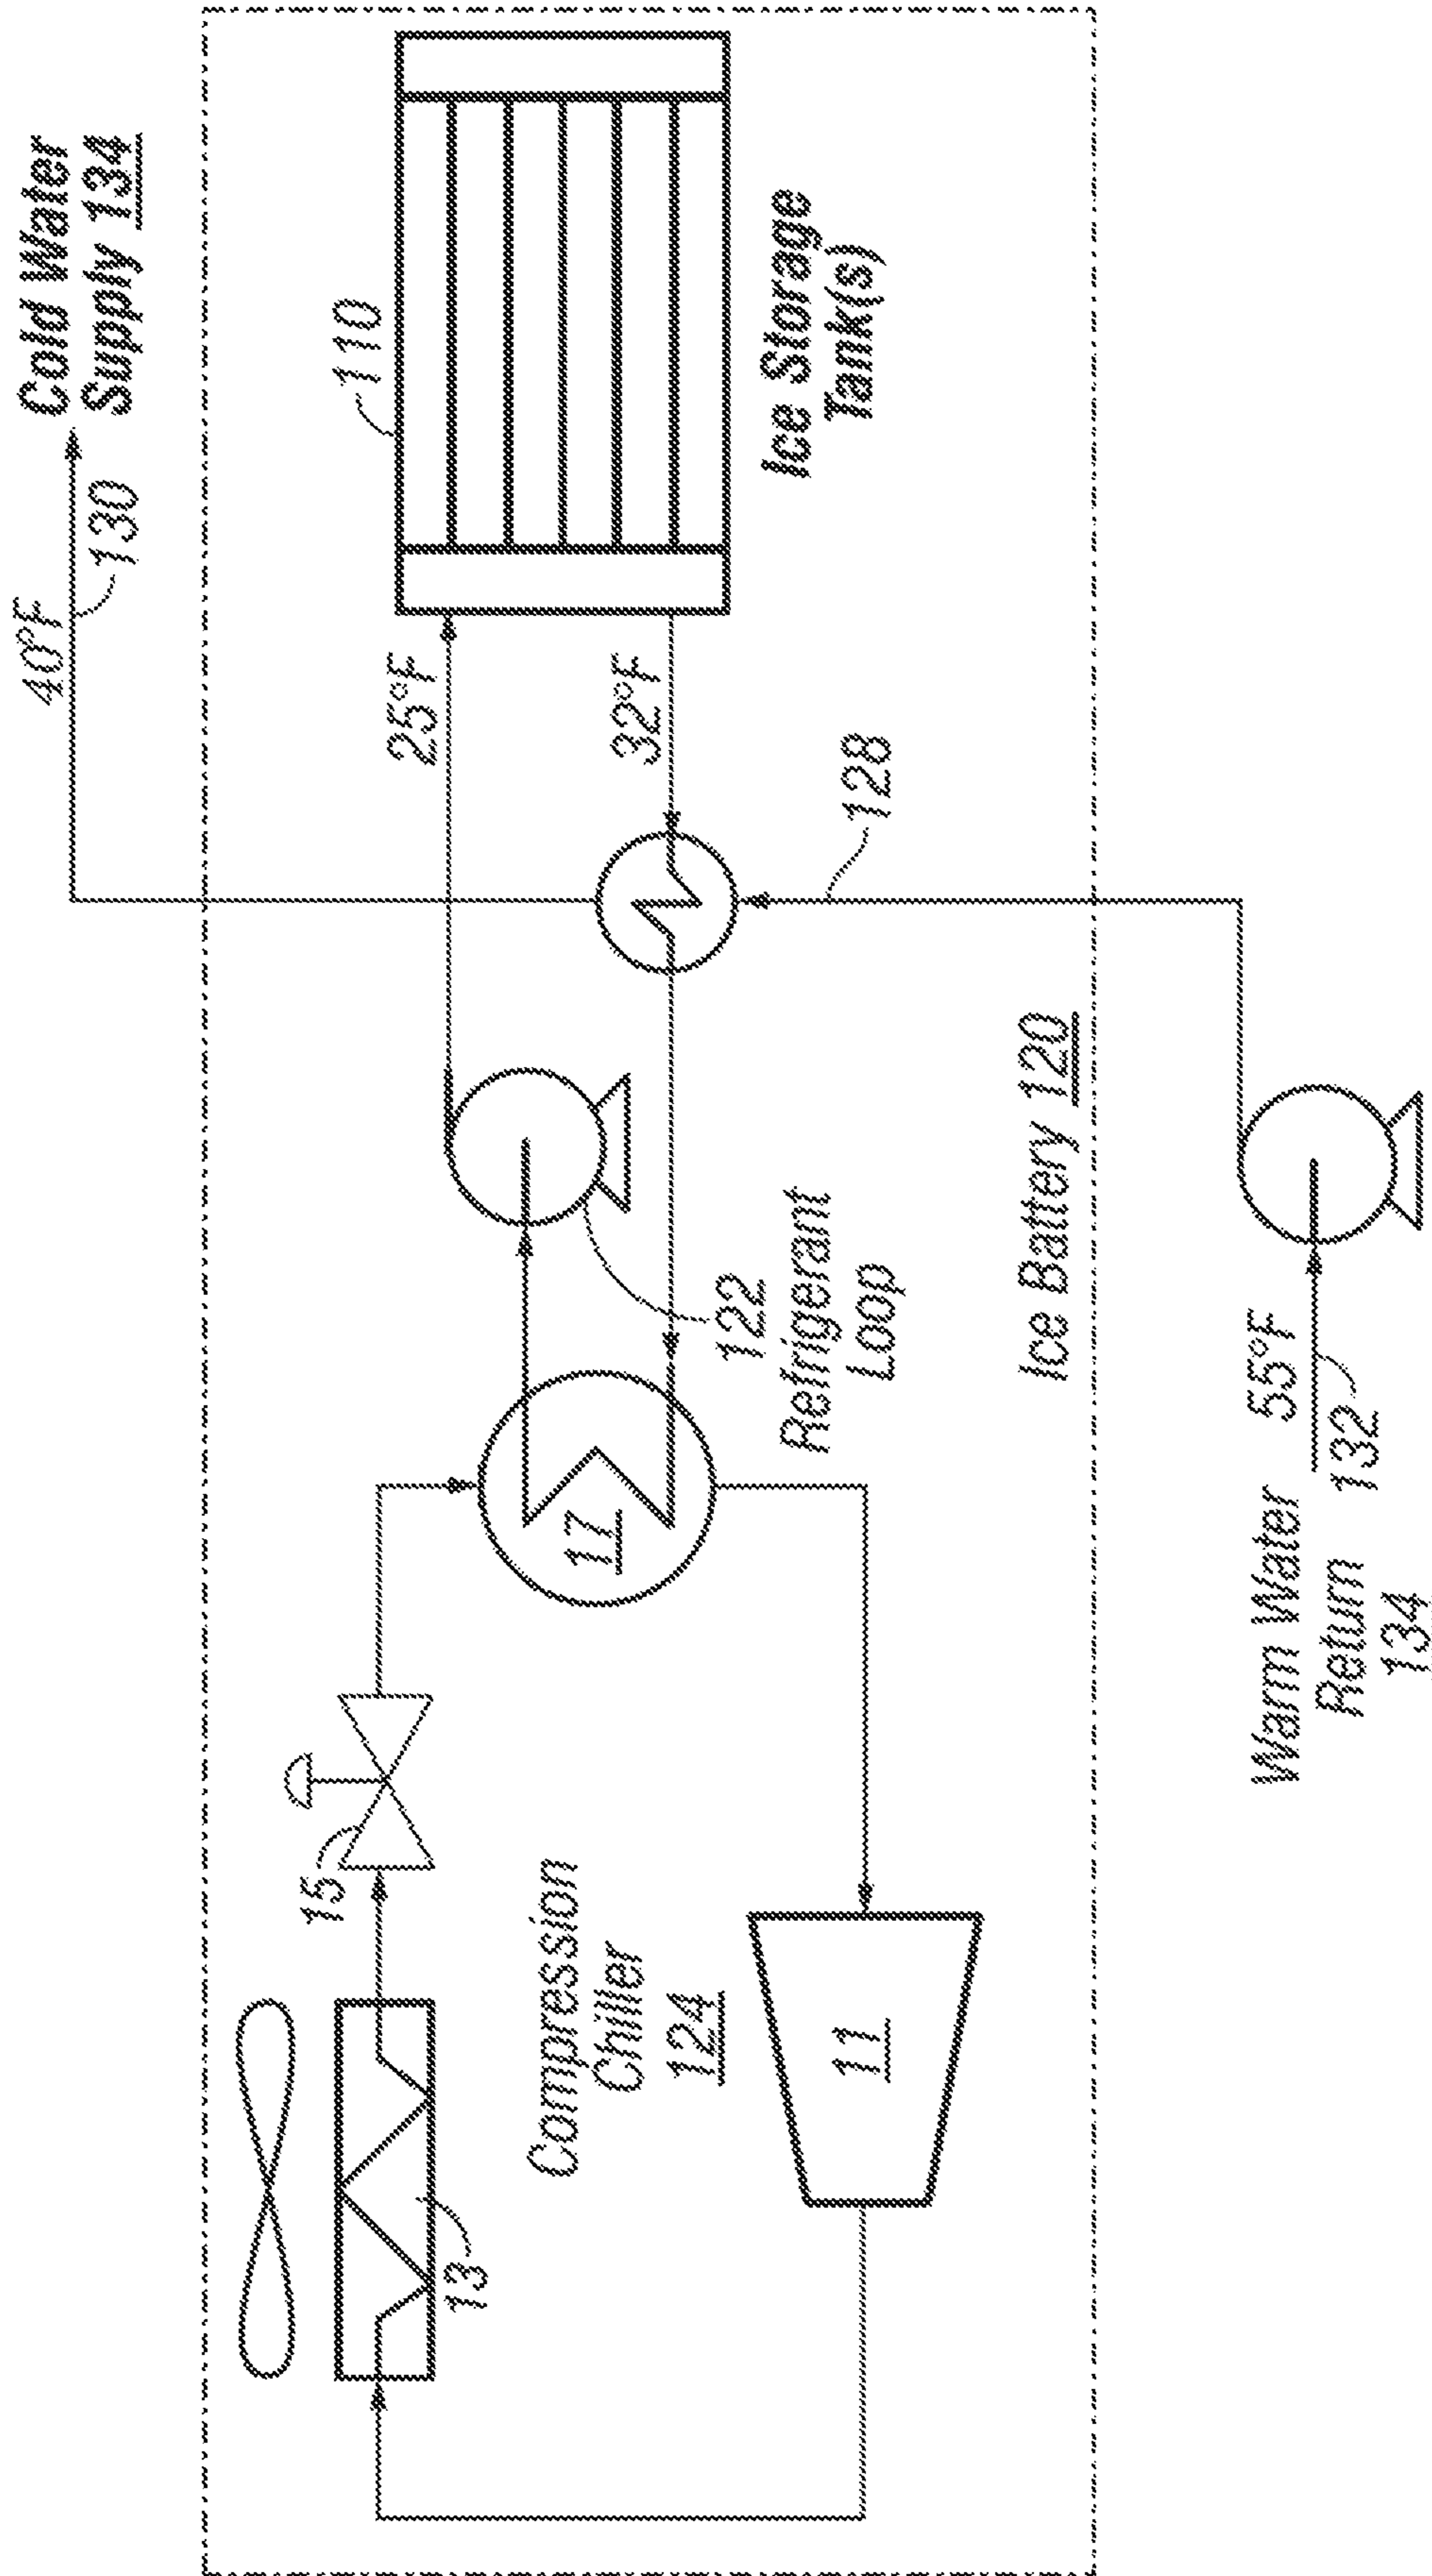 40°F
Cold Water
Supply 134
130
110
25°F
32°F
Ice Storage
Tank(s)
15
13
17
Compression
Chiller
124
11
122
Refrigerant
Loop
128
Ice Battery 120
Warm Water
Return
134
55°F
132